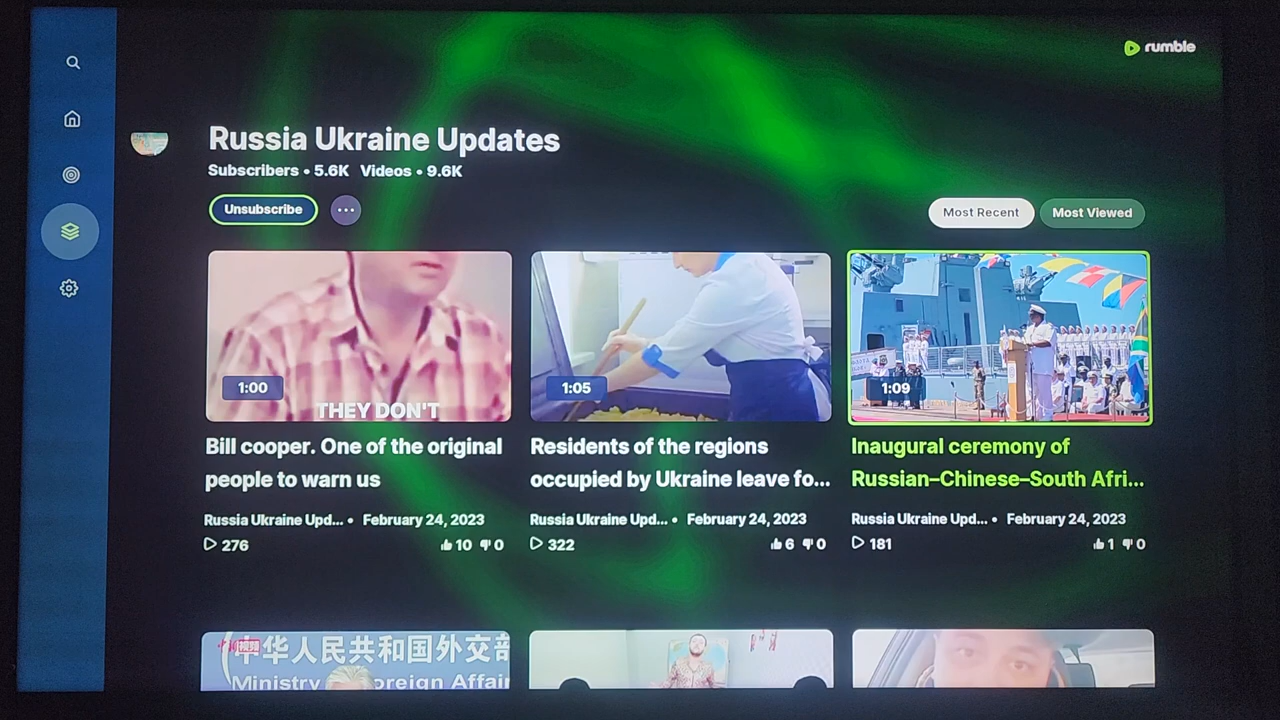 rumble
Russia Ukraine Updates
Subscribers • 5.6K Videos • 9.6K
Unsubscribe
Most Recent
Most Viewed
1:00
THEY DON'T
Bill cooper. One of the original
people to warn us
Russia Ukraine Upd... • February 24, 2023
276
10
0
1:05
Residents of the regions
occupied by Ukraine leave fo...
Russia Ukraine Upd... • February 24, 2023
322
6
0
1:09
Inaugural ceremony of
Russian–Chinese–South Afri...
Russia Ukraine Upd... • February 24, 2023
181
1
0
中华人民共和国外交部
Ministry Foreign Affair